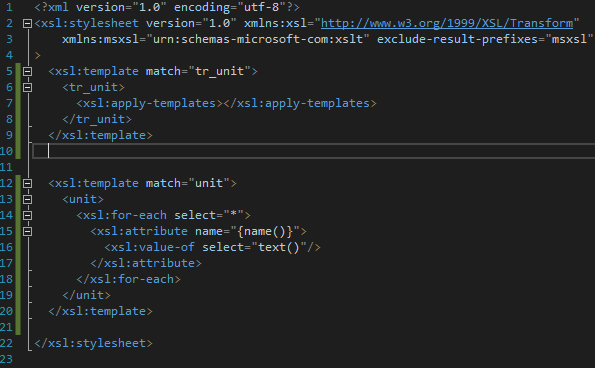 1 <?xml version="1.0" encoding="utf-8"?>
2 <xsl:stylesheet version="1.0" xmlns:xsl="http://www.w3.org/1999/XSL/Transform"
3 xmlns:msxsl="urn:schemas-microsoft-com:xslt" exclude-result-prefixes="msxsl"
4 >
5 <xsl:template match="tr_unit">
6 <tr_unit>
7 <xsl:apply-templates></xsl:apply-templates>
8 </tr_unit>
9 </xsl:template>
10
11
12 <xsl:template match="unit">
13 <unit>
14 <xsl:for-each select="*">
15 <xsl:attribute name="{name()}">
16 <xsl:value-of select="text()"/>
17 </xsl:attribute>
18 </xsl:for-each>
19 </unit>
20 </xsl:template>
21
22 </xsl:stylesheet>
23